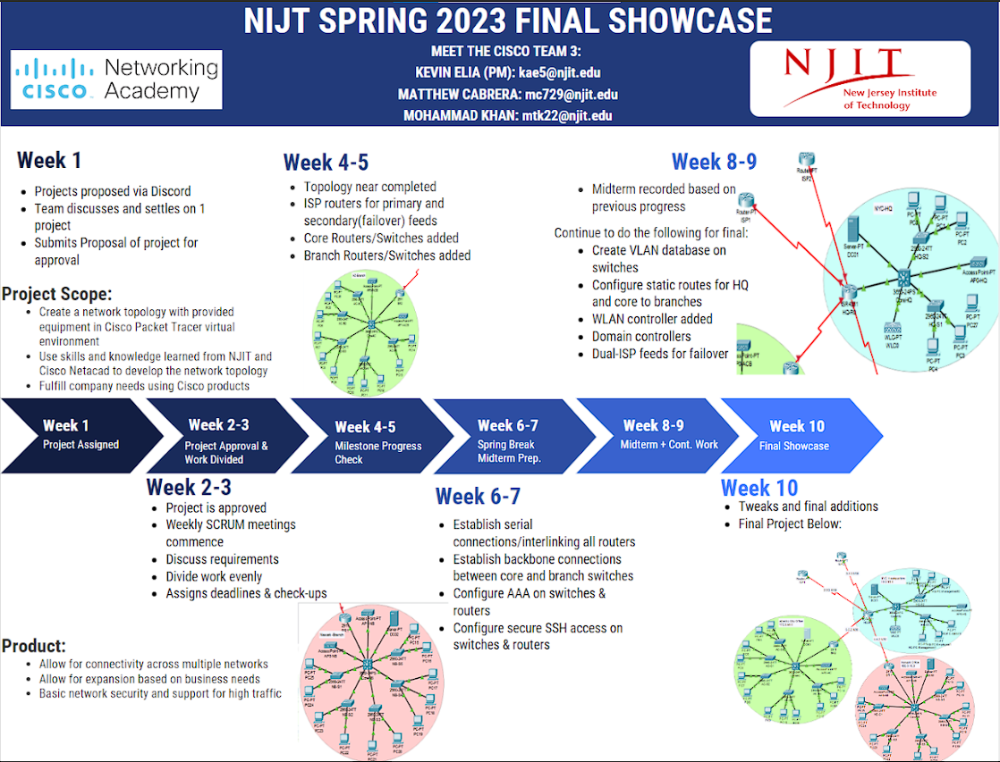 NIJT SPRING 2023 FINAL SHOWCASE
MEET THE CISCO TEAM 3:
KEVIN ELIA (PM): kae5@njit.edu
MATTHEW CABRERA: mc729@njit.edu
MOHAMMAD KHAN: mtk22@njit.edu
CISCO
Networking
Academy
NJIT
New Jersey Institute
of Technology
Week 1
• Projects proposed via Discord
• Team discusses and settles on 1
project
• Submits Proposal of project for
approval
Project Scope:
• Create a network topology with provided
equipment in Cisco Packet Tracer virtual
environment
• Use skills and knowledge learned from NJIT and
Cisco Netacad to develop the network topology
• Fulfill company needs using Cisco products
Week 4-5
• Topology near completed
• ISP routers for primary and
secondary(failover) feeds
• Core Routers/Switches added
• Branch Routers/Switches added
Week 8-9
• Midterm recorded based on
previous progress
Continue to do the following for final:
• Create VLAN database on
switches
• Configure static routes for HQ
and core to branches
• WLAN controller added
• Domain controllers
• Dual-ISP feeds for failover
ISP2
Router-PT
ISP1
NYC-HQ
Server-PT
DC01
PC-PT
PC2
HQ-S2
Access Point-PT
AP0-HQ
HQ-S1
PC-PT
PC27
WLC-PT
PC-PT
PC4
PC-PT
PC3
Week 1
Project Assigned
Week 2-3
Project Approval &
Work Divided
Week 4-5
Milestone Progress
Check
Week 6-7
Spring Break
Midterm Prep.
Week 8-9
Midterm + Cont. Work
Week 10
Final Showcase
Week 2-3
• Project is approved
• Weekly SCRUM meetings
commence
• Discuss requirements
• Divide work evenly
• Assigns deadlines & check-ups
Product:
• Allow for connectivity across multiple networks
• Allow for expansion based on business needs
• Basic network security and support for high traffic
Week 6-7
• Establish serial
connections/interlinking all routers
• Establish backbone connections
between core and branch switches
• Configure AAA on switches &
routers
• Configure secure SSH access on
switches & routers
Week 10
• Tweaks and final additions
• Final Project Below: